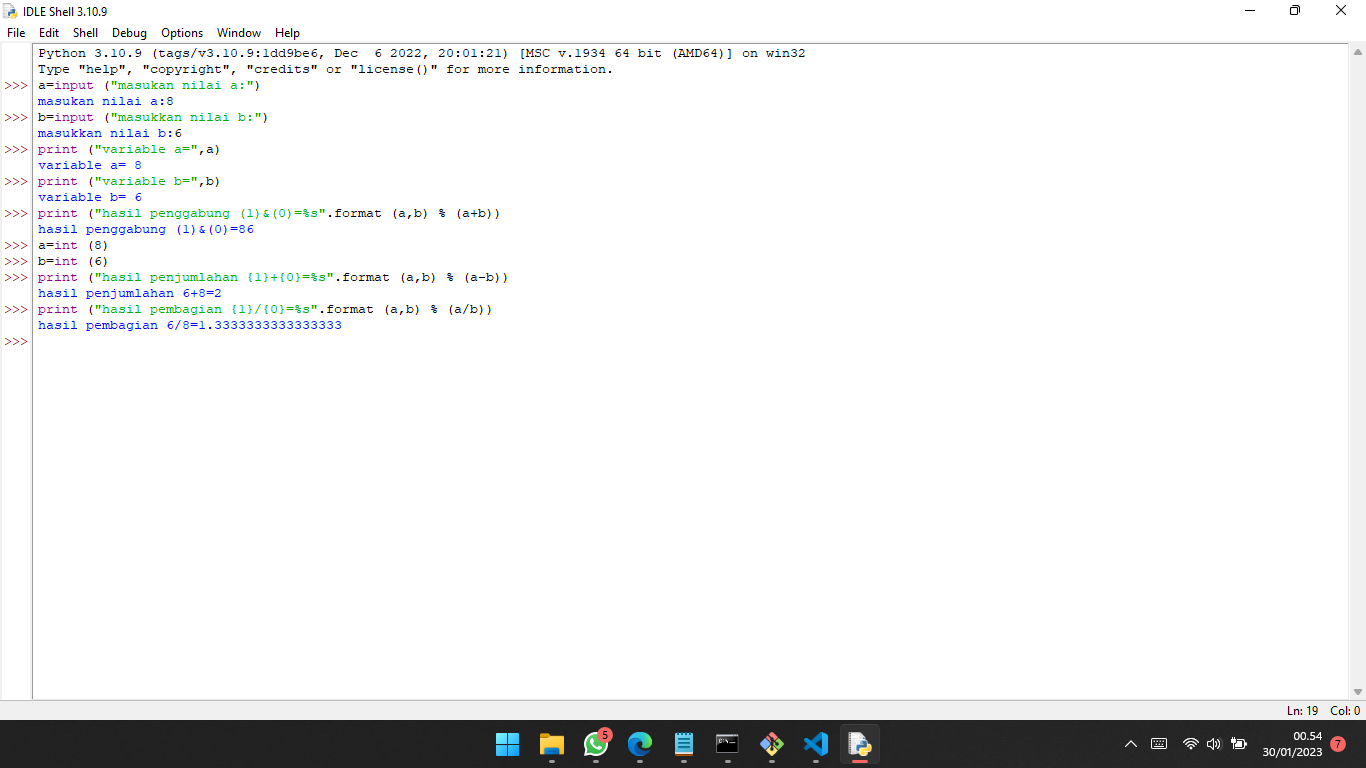 IDLE Shell 3.10.9
File Edit Shell Debug Options Window Help
Python 3.10.9 (tags/v3.10.9:1dd9be6, Dec  6 2022, 20:01:21) [MSC v.1934 64 bit (AMD64)] on win32
Type "help", "copyright", "credits" or "license()" for more information.
>>> a=input ("masukan nilai a:")
masukan nilai a:8
>>> b=input ("masukkan nilai b:")
masukkan nilai b:6
>>> print ("variable a=",a)
variable a= 8
>>> print ("variable b=",b)
variable b= 6
>>> print ("hasil penggabung (1)&(0)=%s".format (a,b) % (a+b))
hasil penggabung (1)&(0)=86
>>> a=int (8)
>>> b=int (6)
>>> print ("hasil penjumlahan {1}+{0}=%s".format (a,b) % (a-b))
hasil penjumlahan 6+8=2
>>> print ("hasil pembagian {1}/{0}=%s".format (a,b) % (a/b))
hasil pembagian 6/8=1.3333333333333333
>>>
Ln: 19 Col: 0
5
00.54
30/01/2023
7